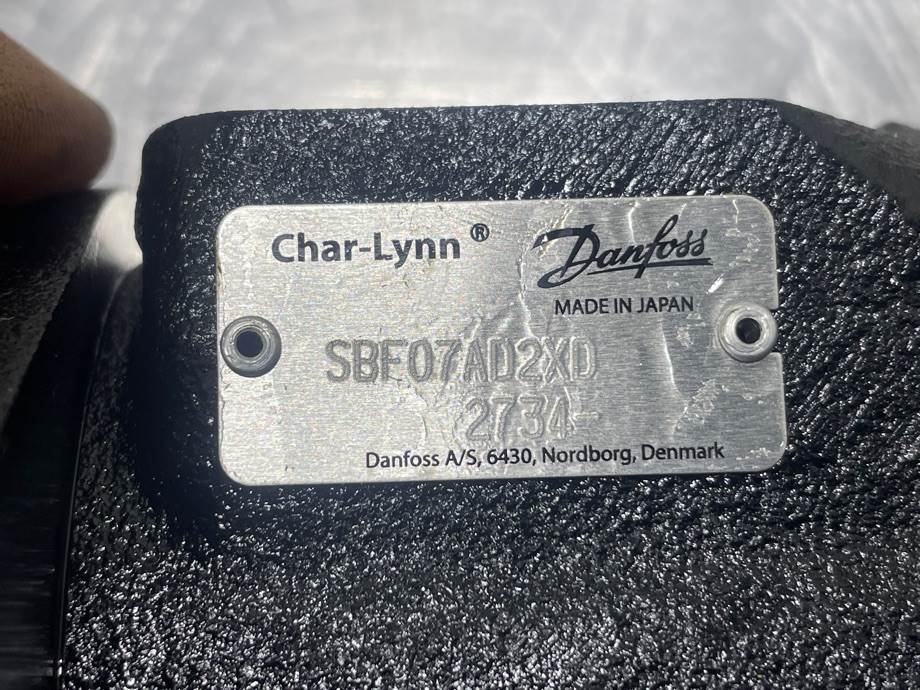 Char-Lynn® Danfoss
MADE IN JAPAN
SBF07AD2XD
2734-
Danfoss A/S, 6430, Nordborg, Denmark